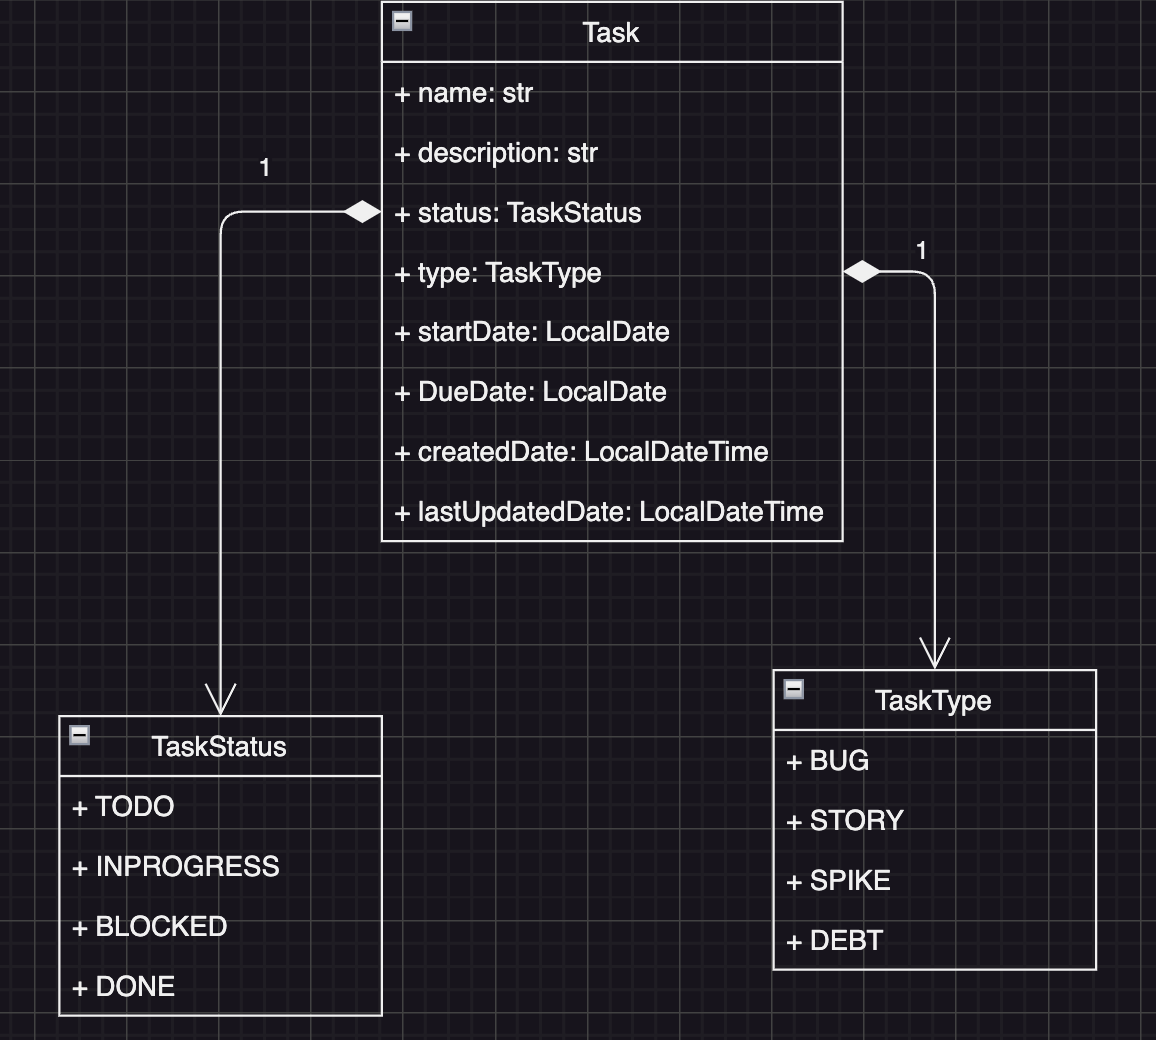 Task
+ name: str
+ description: str
+ status: TaskStatus
+ type: TaskType
+ startDate: LocalDate
+ DueDate: LocalDate
+ createdDate: LocalDateTime
+ lastUpdatedDate: LocalDateTime
1
1
TaskStatus
+ TODO
+ INPROGRESS
+ BLOCKED
+ DONE
TaskType
+ BUG
+ STORY
+ SPIKE
+ DEBT